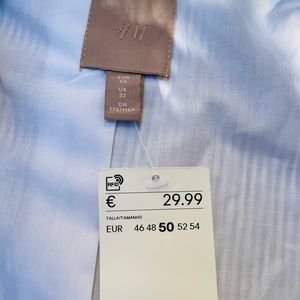 H&M
EUR
50
UK
22
CN
175/116A
RFID
€ 29.99
TALLA/TAMANHO
EUR 46 48 50 52 54